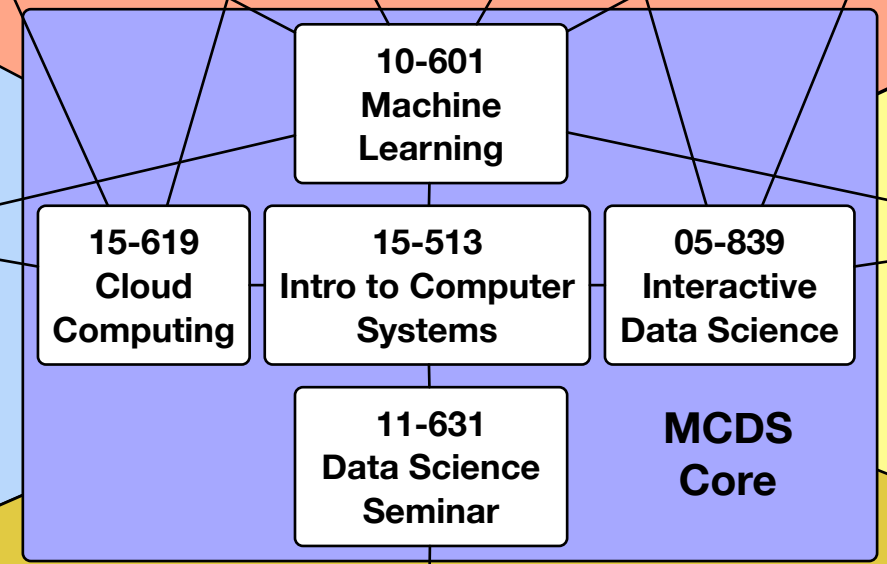 10-601
Machine
Learning
15-619
Cloud
Computing
15-513
Intro to Computer
Systems
05-839
Interactive
Data Science
11-631
Data Science
Seminar
MCDS
Core